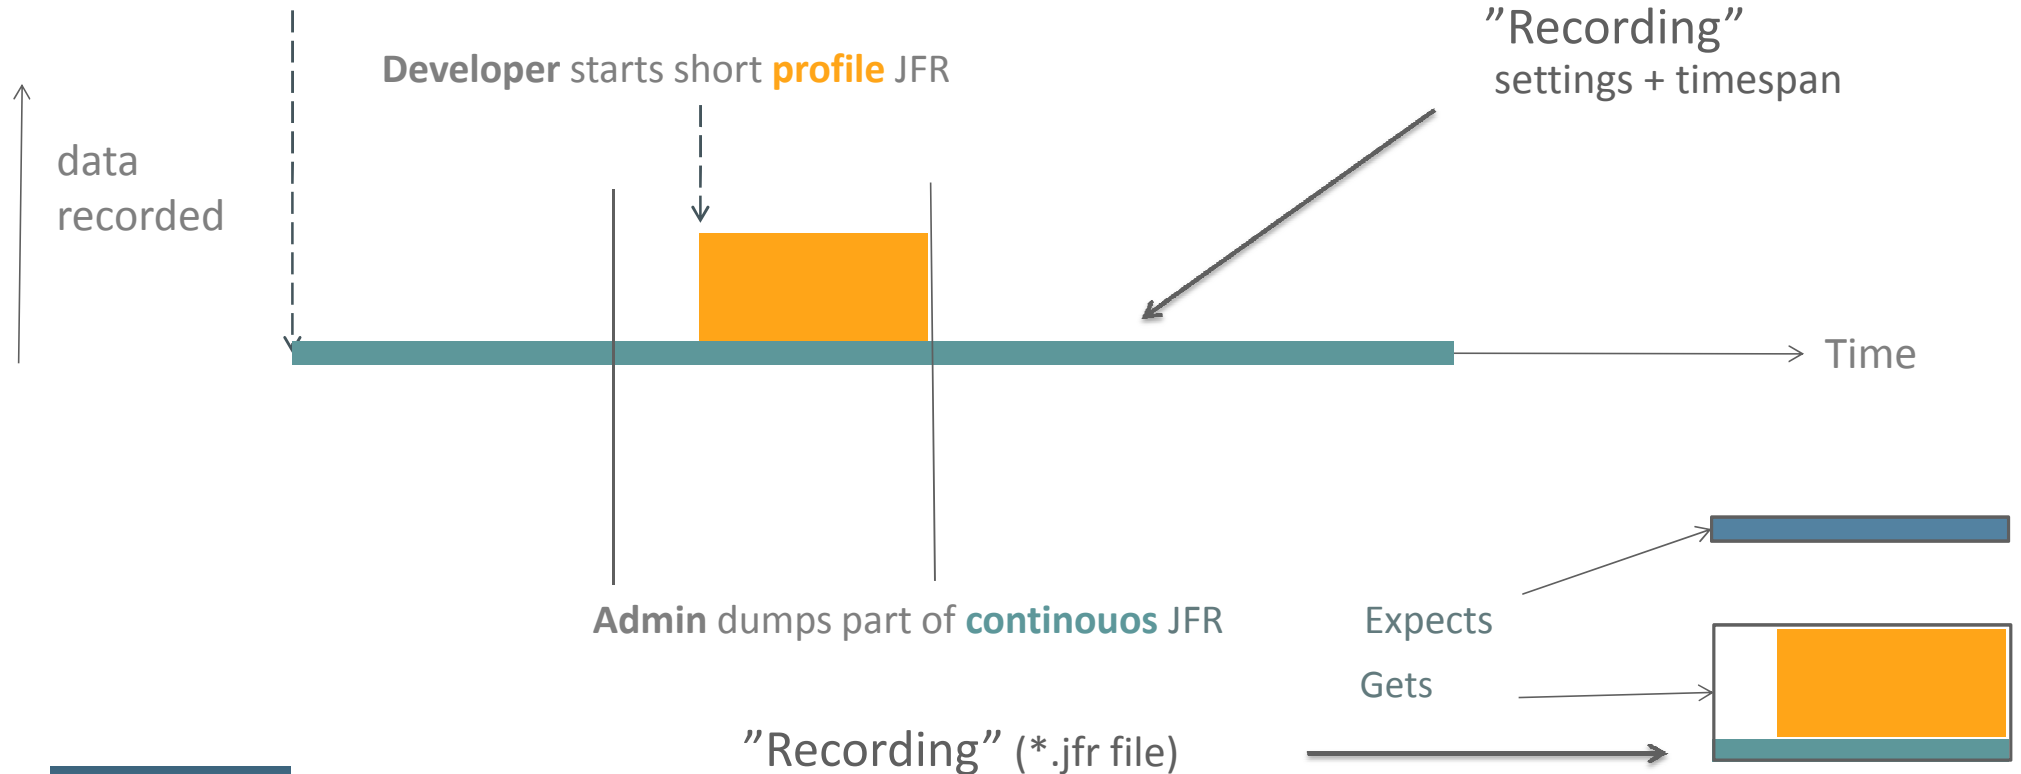 ”Recording”
settings + timespan
Developer starts short profile JFR
data
recorded
Time
Admin dumps part of continouos JFR
Expects
Gets
”Recording” (*.jfr file)